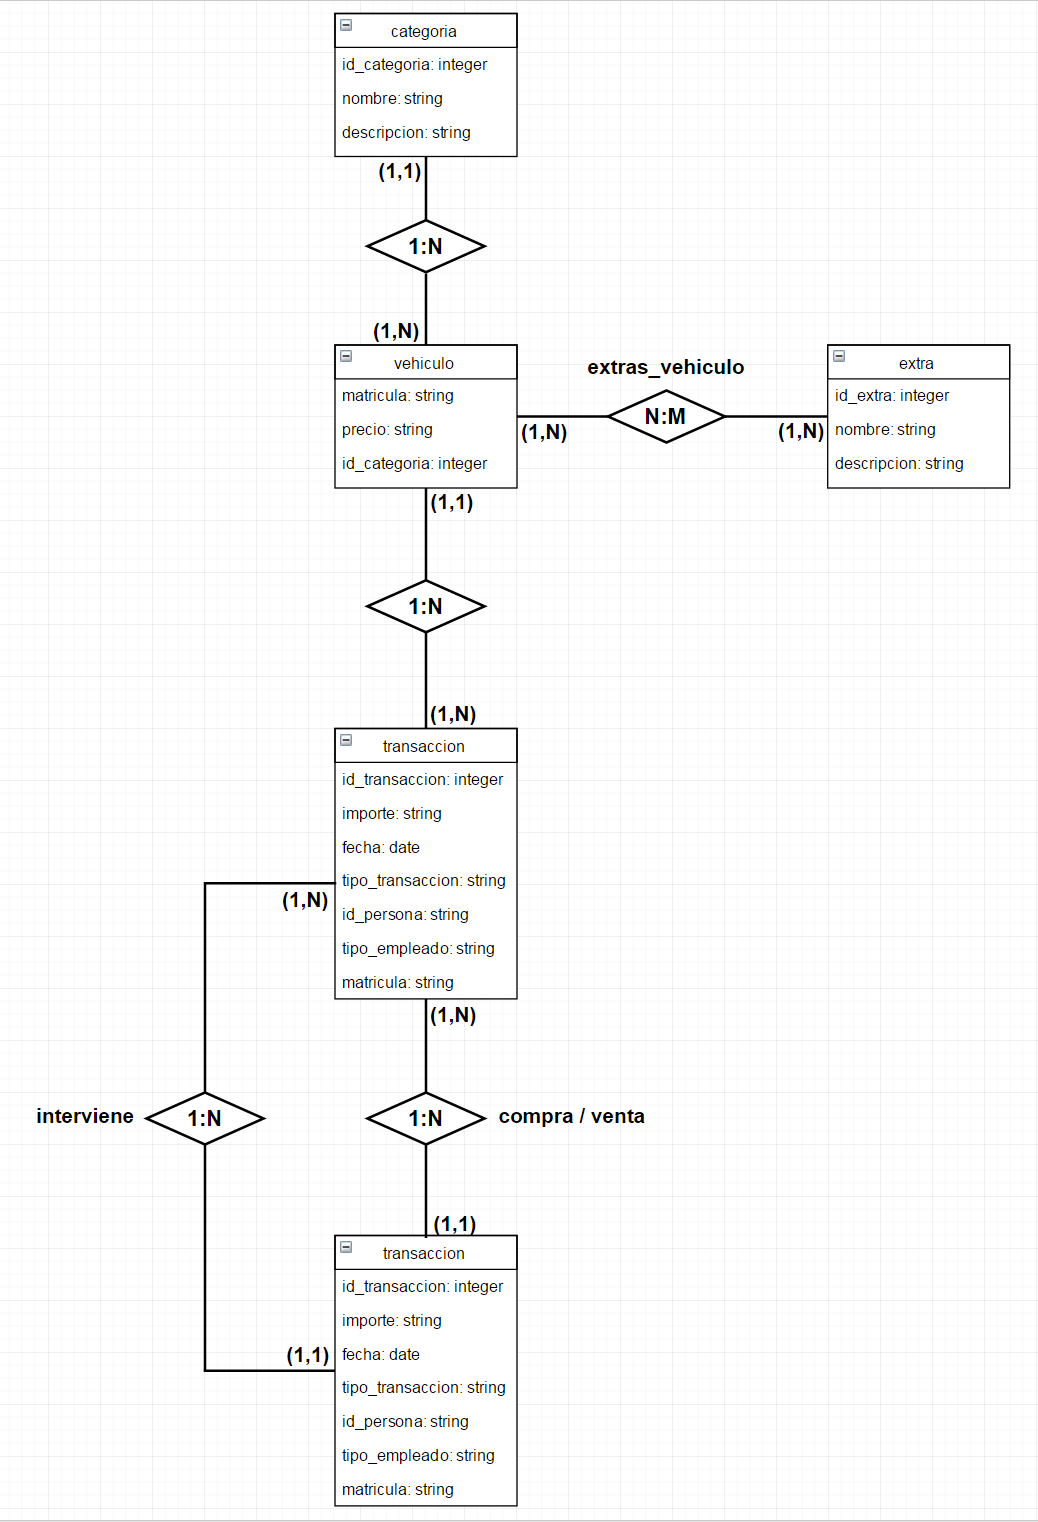 categoria
id_categoria: integer
nombre: string
descripcion: string
(1,1)
1:N
(1,N)
vehiculo
matricula: string
precio: string
id_categoria: integer
extras_vehiculo
(1,N)
N:M
(1,N)
extra
id_extra: integer
nombre: string
descripcion: string
(1,1)
1:N
(1,N)
transaccion
id_transaccion: integer
importe: string
fecha: date
tipo_transaccion: string
id_persona: string
tipo_empleado: string
matricula: string
(1,N)
(1,N)
interviene
1:N
1:N
compra / venta
(1,1)
transaccion
id_transaccion: integer
importe: string
fecha: date
tipo_transaccion: string
id_persona: string
tipo_empleado: string
matricula: string
(1,1)